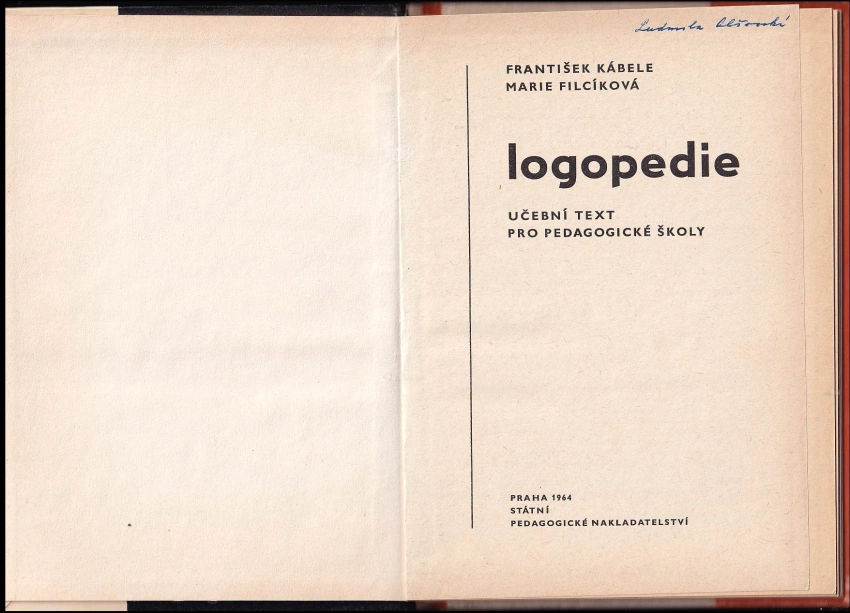 Ludmila
FRANTIŠEK KÁBELE
MARIE FILCÍKOVÁ
logopedie
UČEBNÍ TEXT
PRO PEDAGOGICKÉ ŠKOLY
PRAHA 1964
STÁTNÍ
PEDAGOGICKÉ NAKLADATELSTVÍ